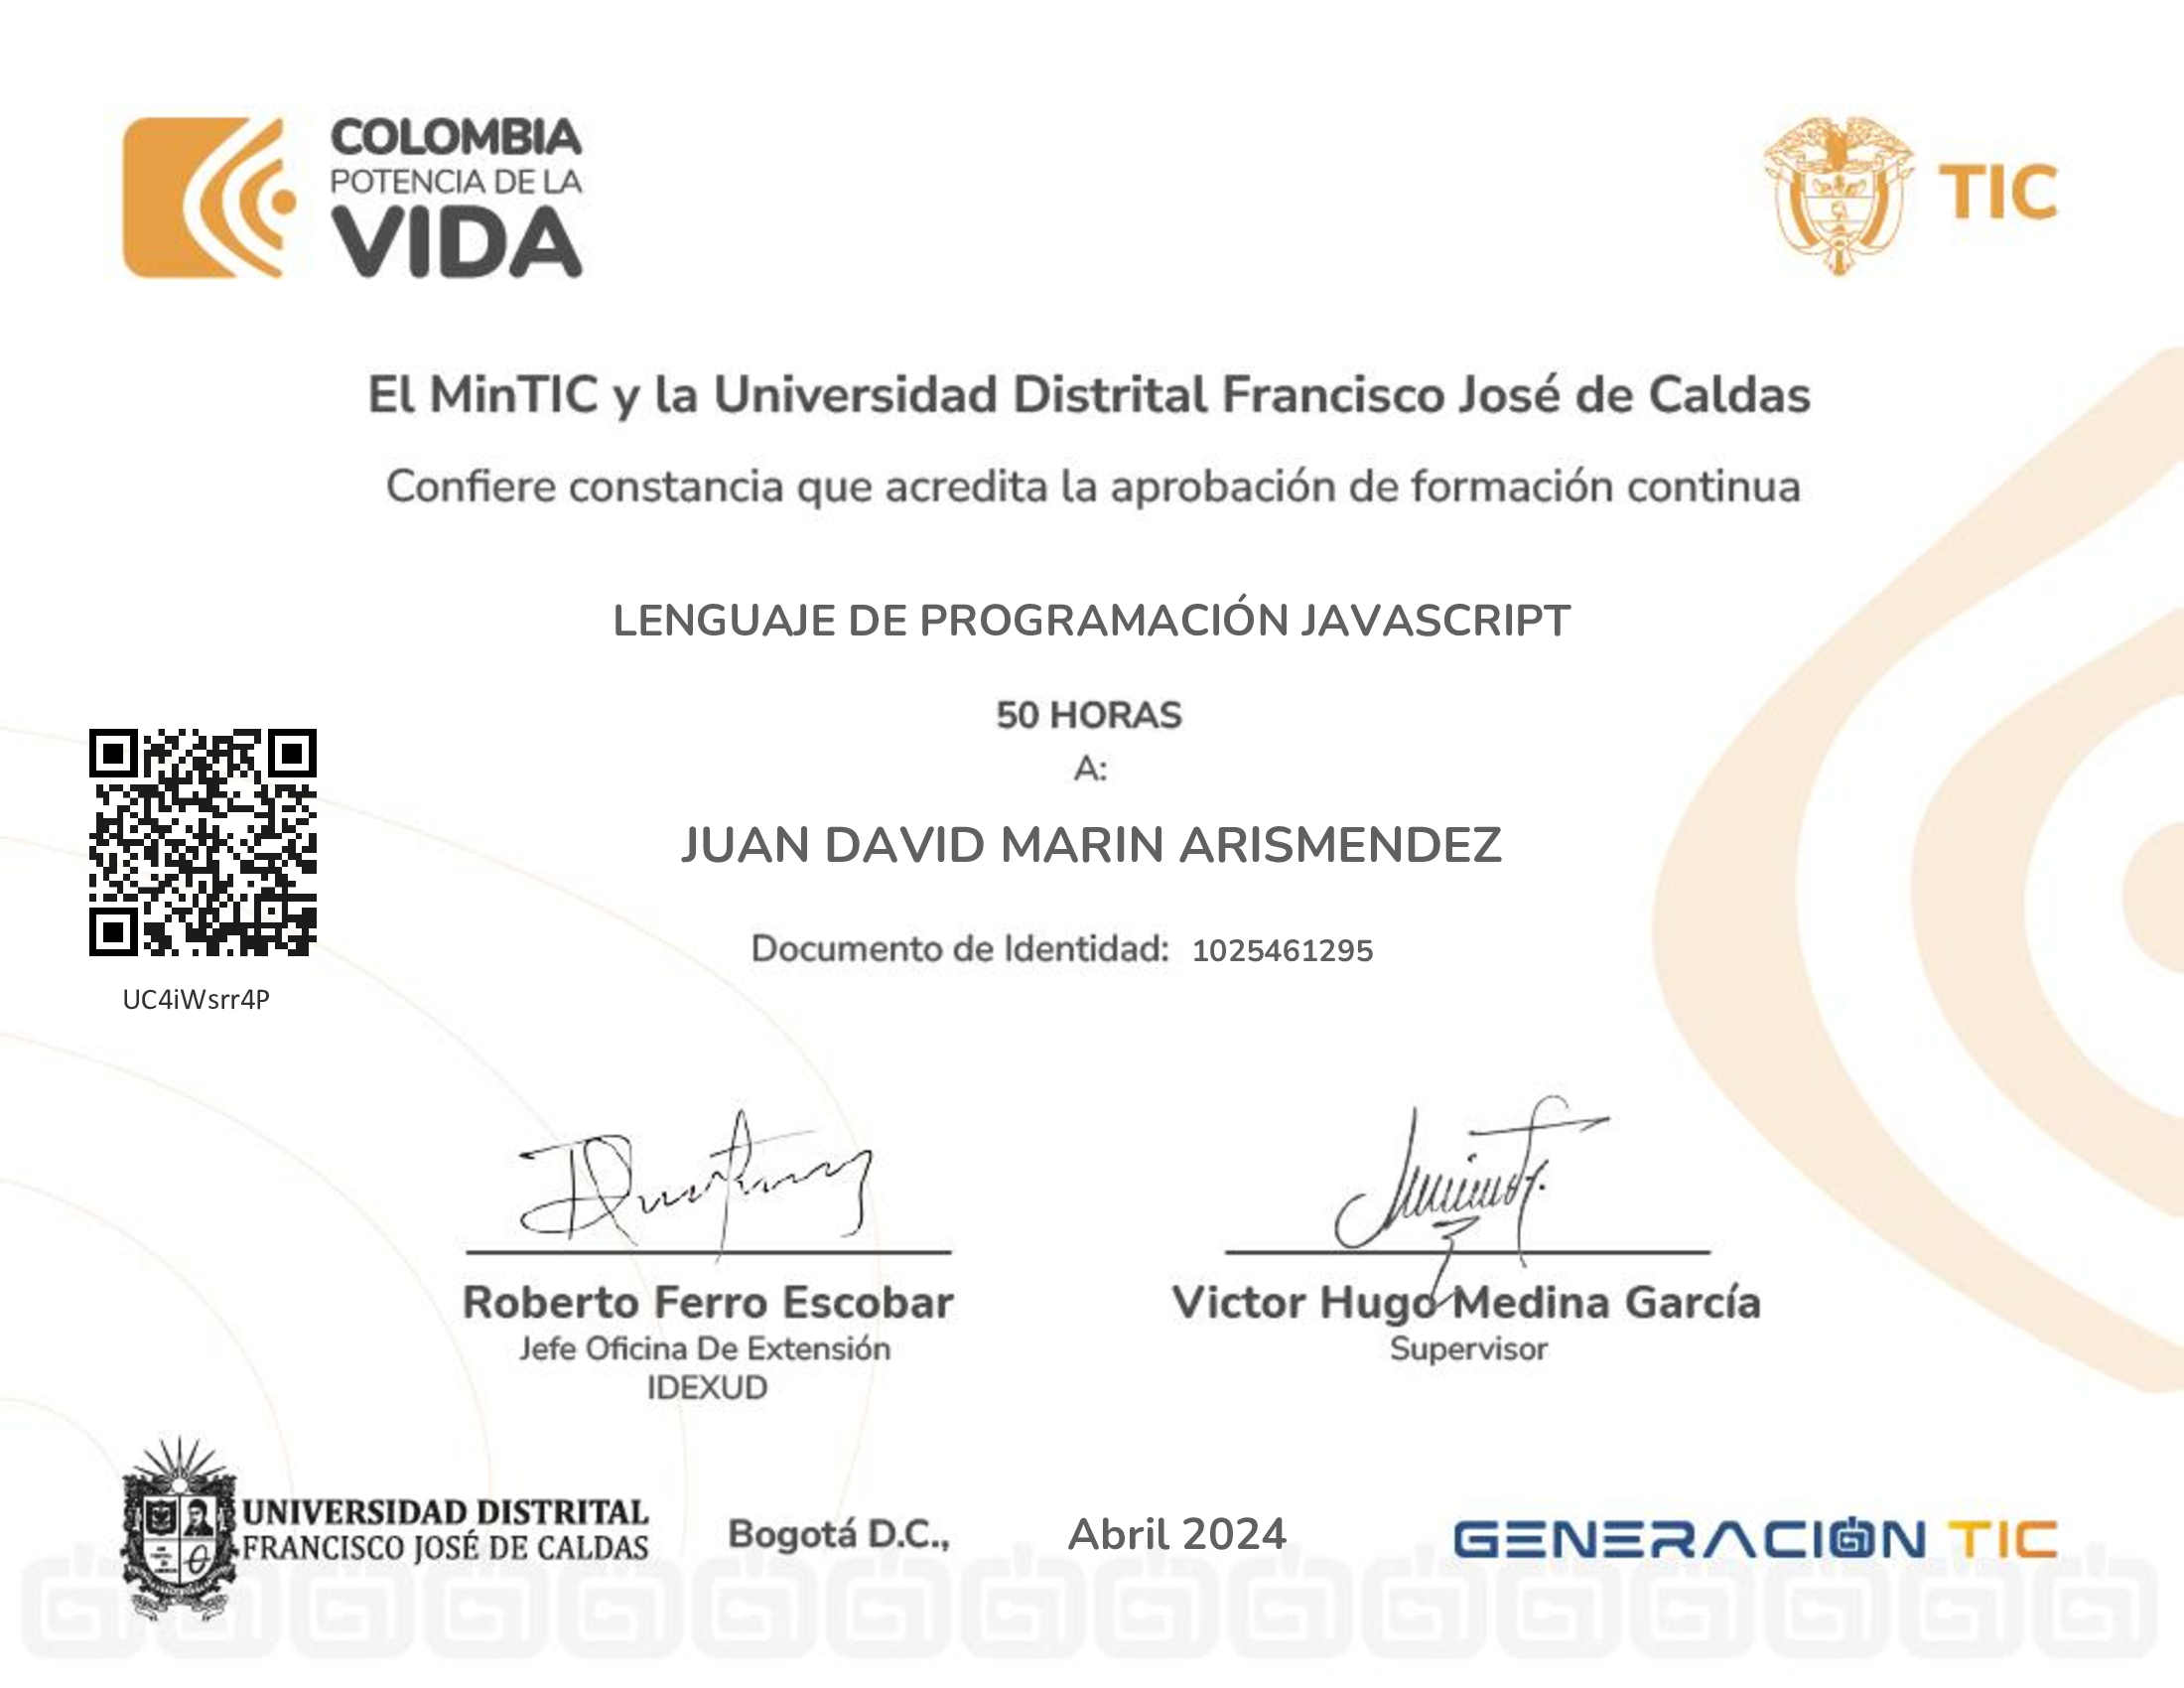 COLOMBIA
POTENCIA DE LA
VIDA
TIC
El MinTIC y la Universidad Distrital Francisco José de Caldas
Confiere constancia que acredita la aprobación de formación continua
LENGUAJE DE PROGRAMACIÓN JAVASCRIPT
50 HORAS
A:
JUAN DAVID MARIN ARISMENDEZ
Documento de Identidad: 1025461295
UC4iWsrr4P
Roberto Ferro Escobar
Jefe Oficina De Extensión
IDEXUD
Victor Hugo Medina García
Supervisor
UNIVERSIDAD DISTRITAL
FRANCISCO JOSÉ DE CALDAS
Bogotá D.C., Abril 2024
GENERACIÓN TIC